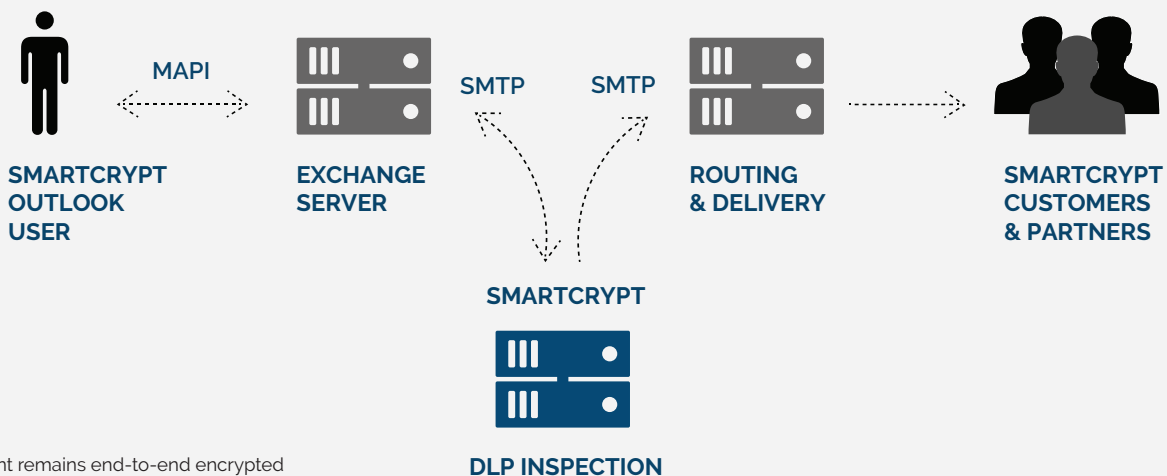 MAPI
SMTP
SMTP
SMARTCRYPT
OUTLOOK
USER
EXCHANGE
SERVER
ROUTING
& DELIVERY
SMARTCRYPT
CUSTOMERS
& PARTNERS
SMARTCRYPT
DLP INSPECTION
remains end-to-end encrypted